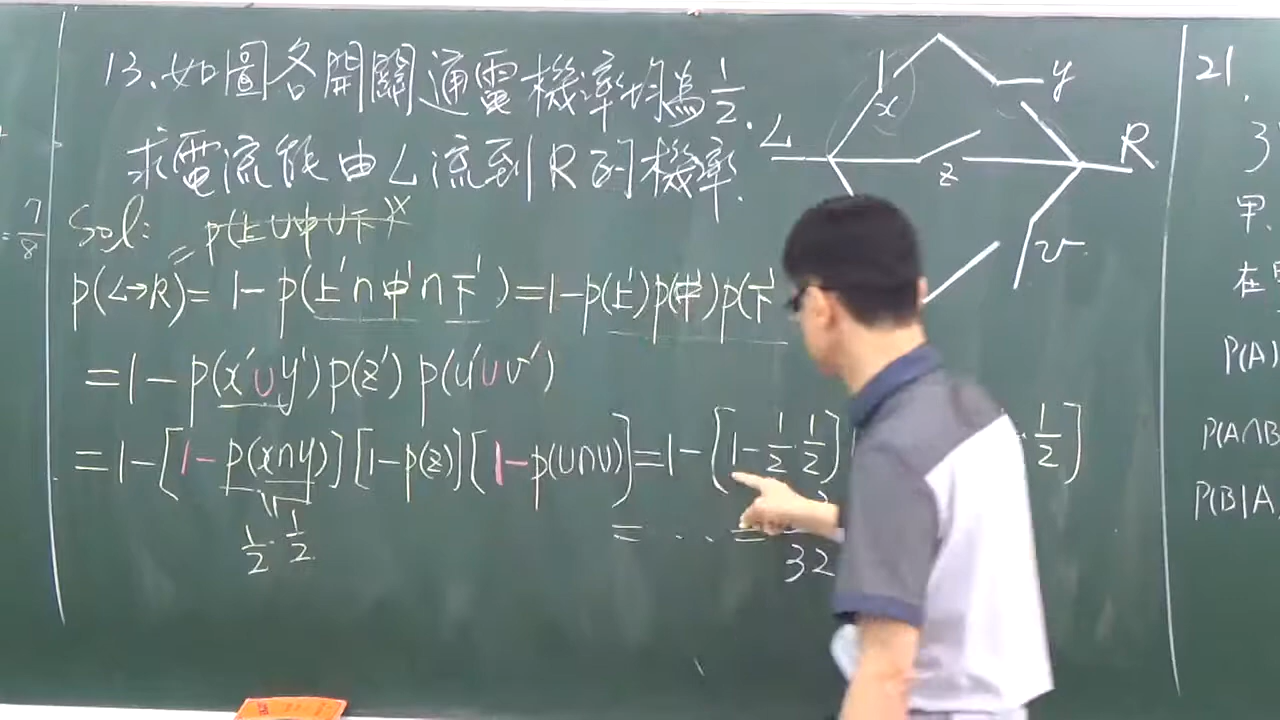 13.如圖各開關通電機率均為1/2.
求電流能由L流到R的機率.
Sol:
= p(上∪中∪下)×
p(L→R)= 1-p(上'∩中'∩下')=1-p(上')p(中')p(下'
=1-p(x'∪y')p(z')p(u'∪v')
=1-[1-p(x∩y)][1-p(z)][1-p(u∩v)]=1-[1-1/2·1/2]
·1/2]
1/2·1/2
=...=
32
L
x
y
z
R
v
=7/8
21
.
3
甲、
在
P(A)
P(A∩B
P(B|A